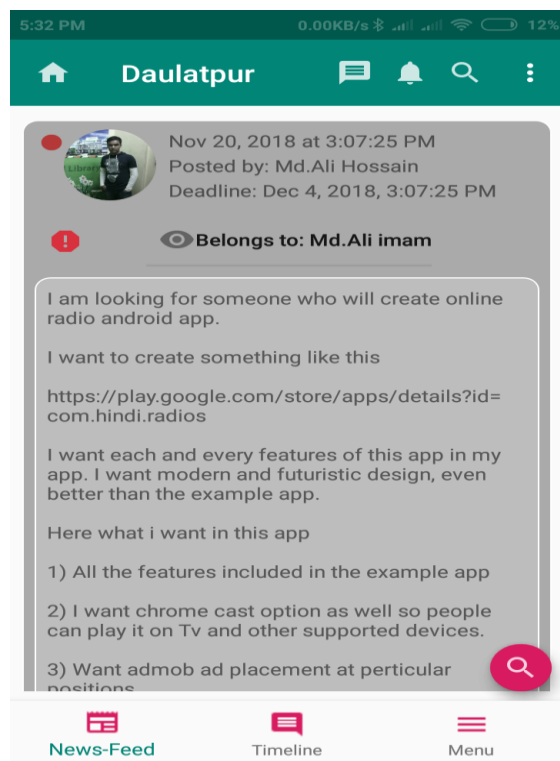 5:32 PM 0.00KB/s 12%
Daulatpur
Nov 20, 2018 at 3:07:25 PM
Posted by: Md.Ali Hossain
Deadline: Dec 4, 2018, 3:07:25 PM
Belongs to: Md.Ali imam
I am looking for someone who will create online
radio android app.
I want to create something like this
https://play.google.com/store/apps/details?id=
com.hindi.radios
I want each and every features of this app in my
app. I want modern and futuristic design, even
better than the example app.
Here what i want in this app
1) All the features included in the example app
2) I want chrome cast option as well so people
can play it on Tv and other supported devices.
3) Want admob ad placement at perticular
positions
News-Feed Timeline Menu